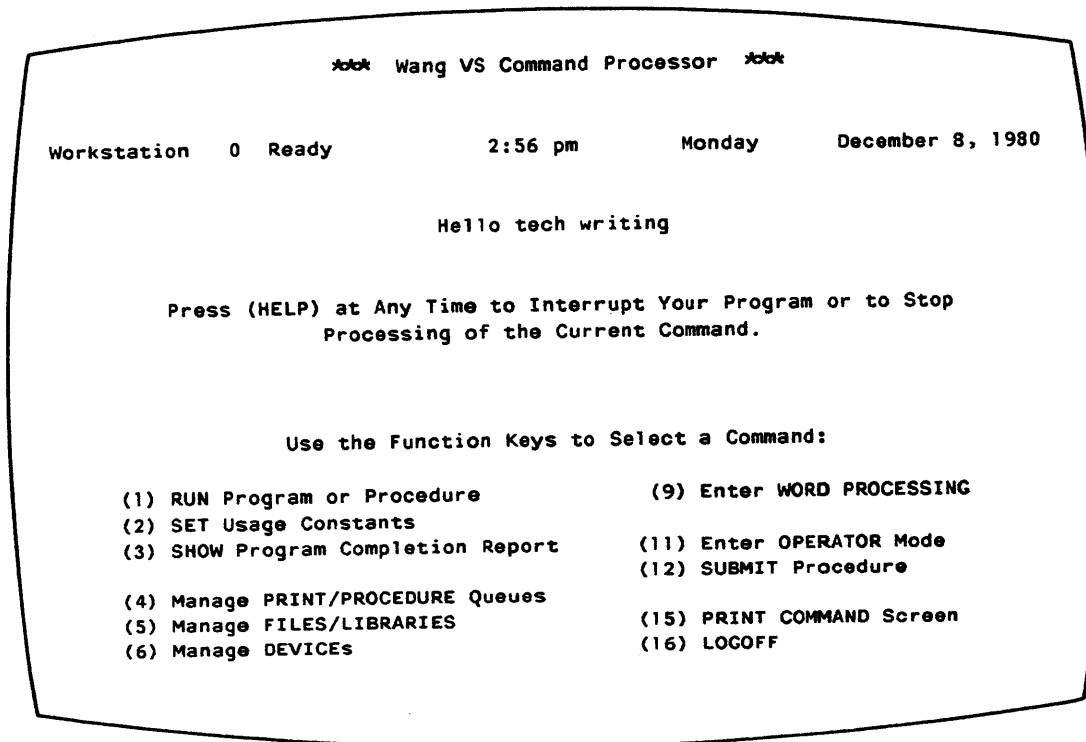 *** Wang VS Command Processor ***
Workstation 0 Ready 2:56 pm Monday December 8, 1980
Hello tech writing
Press (HELP) at Any Time to Interrupt Your Program or to Stop
Processing of the Current Command.
Use the Function Keys to Select a Command:
(1) RUN Program or Procedure
(2) SET Usage Constants
(3) SHOW Program Completion Report
(4) Manage PRINT/PROCEDURE Queues
(5) Manage FILES/LIBRARIES
(6) Manage DEVICEs
(9) Enter WORD PROCESSING
(11) Enter OPERATOR Mode
(12) SUBMIT Procedure
(15) PRINT COMMAND Screen
(16) LOGOFF